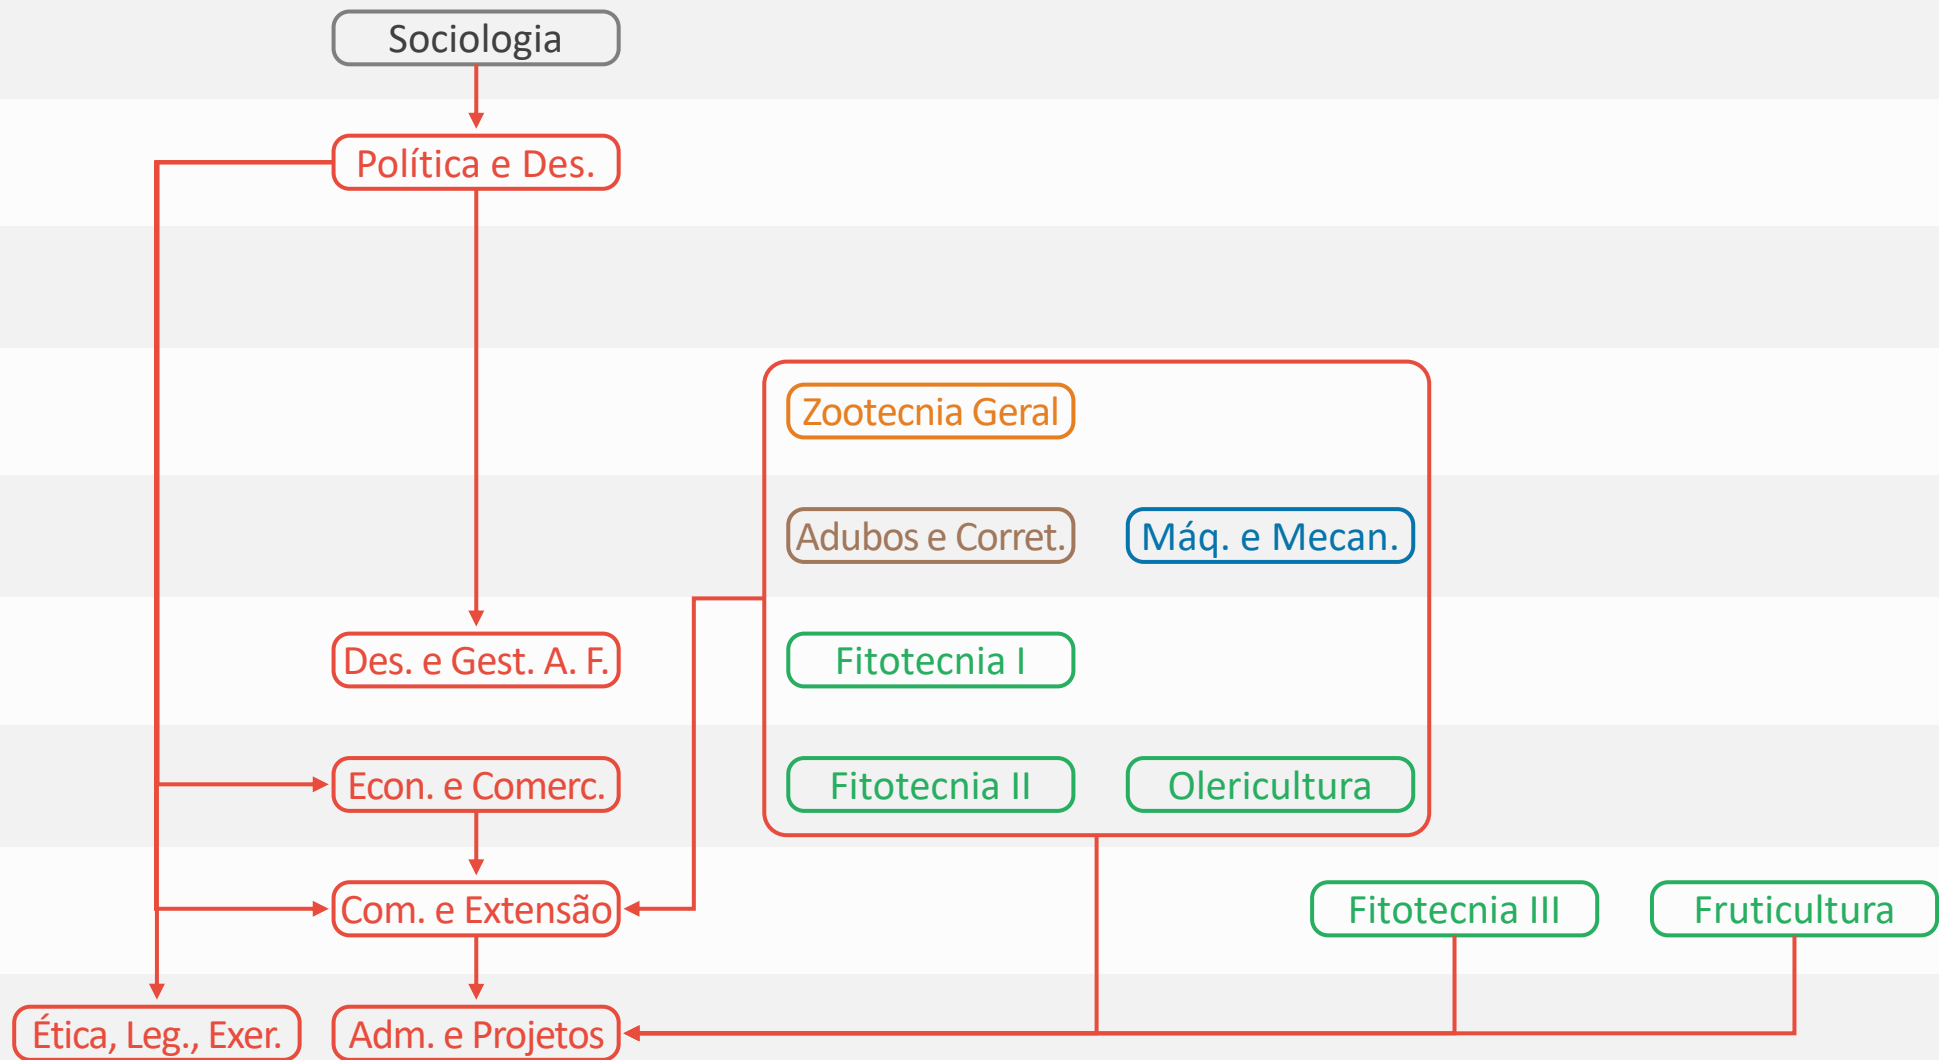 Sociologia
Política e Des.
Zootecnia Geral
Adubos e Corret.
Máq. e Mecan.
Des. e Gest. A. F.
Fitotecnia I
Econ. e Comerc.
Fitotecnia II
Olericultura
Com. e Extensão
Fitotecnia III
Fruticultura
Ética, Leg., Exer.
Adm. e Projetos